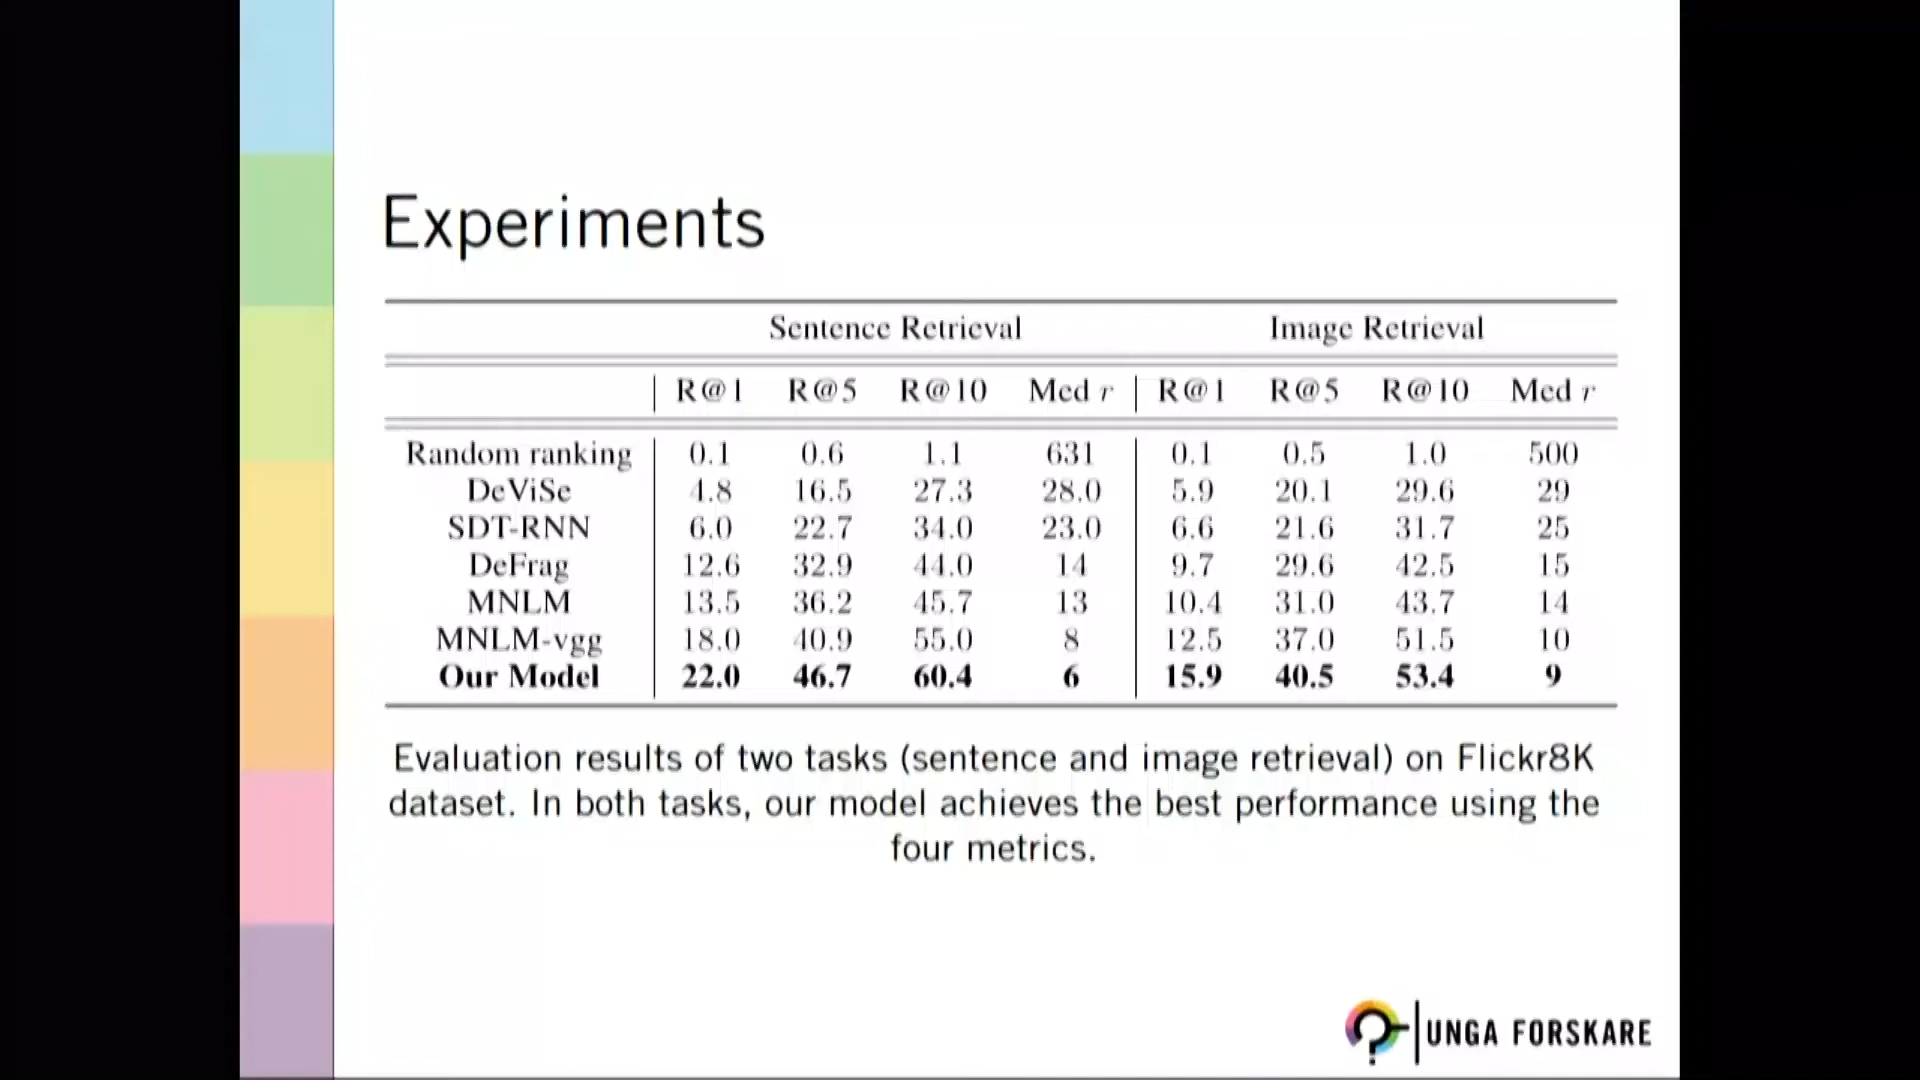 Experiments
Sentence Retrieval Image Retrieval
R@1 R@5 R@10 Med r R@1 R@5 R@10 Med r
Random ranking 0.1 0.6 1.1 631 0.1 0.5 1.0 500
DeViSe 4.8 16.5 27.3 28.0 5.9 20.1 29.6 29
SDT-RNN 6.0 22.7 34.0 23.0 6.6 21.6 31.7 25
DeFrag 12.6 32.9 44.0 14 9.7 29.6 42.5 15
MNLM 13.5 36.2 45.7 13 10.4 31.0 43.7 14
MNLM-vgg 18.0 40.9 55.0 8 12.5 37.0 51.5 10
Our Model 22.0 46.7 60.4 6 15.9 40.5 53.4 9
Evaluation results of two tasks (sentence and image retrieval) on Flickr8K
dataset. In both tasks, our model achieves the best performance using the
four metrics.
UNGA FORSKARE